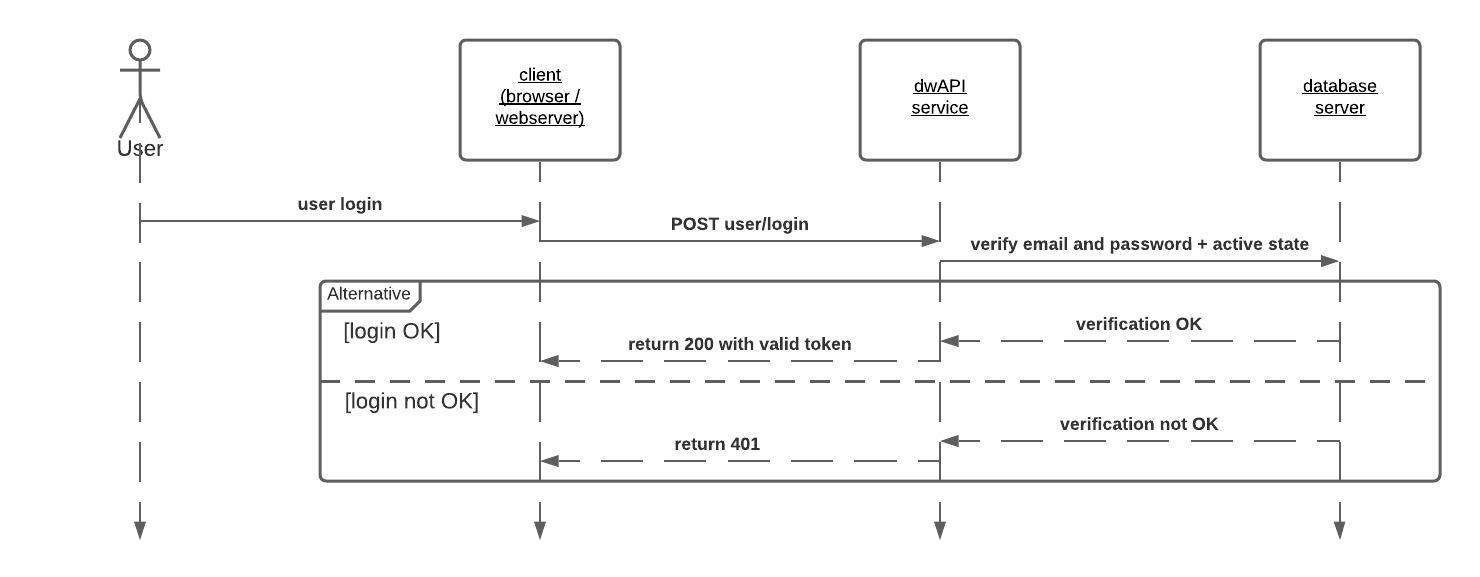 client
(browser /
webserver)
dwAPI
service
database
server
User
user login
POST user/login
verify email and password + active state
Alternative
[login OK]
verification OK
return 200 with valid token
[login not OK]
verification not OK
return 401